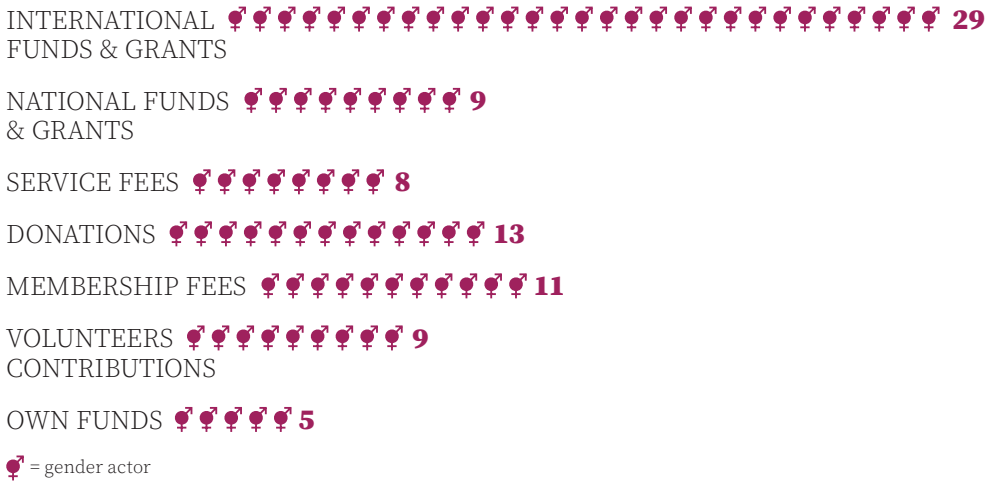 INTERNATIONAL 29
FUNDS & GRANTS
NATIONAL FUNDS 9
& GRANTS
SERVICE FEES 8
DONATIONS 13
MEMBERSHIP FEES 11
VOLUNTEERS 9
CONTRIBUTIONS
OWN FUNDS 5
= gender actor